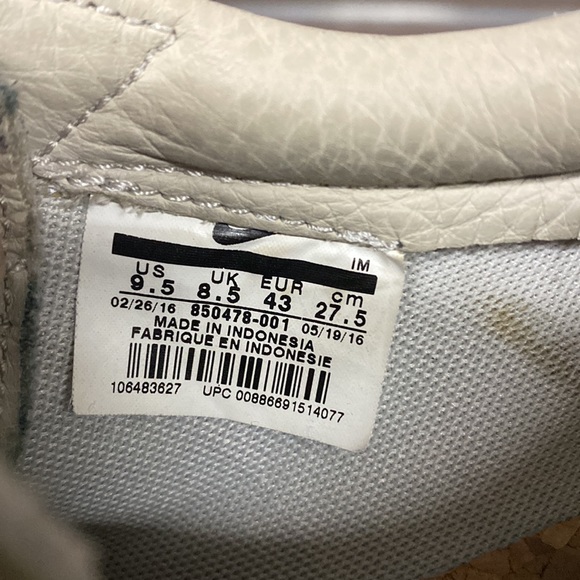 IM
US UK EUR cm
9.5 8.5 43 27.5
02/26/16 850478-001 05/19/16
MADE IN INDONESIA
FABRIQUE EN INDONESIE
106483627 UPC 00886691514077